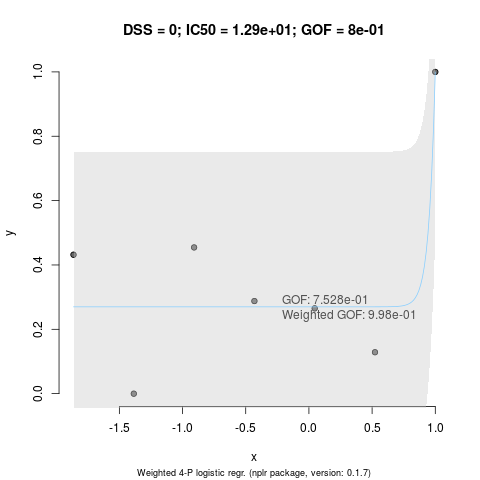 DSS = 0; IC50 = 1.29e+01; GOF = 8e-01
1.0
0.8
0.6
0.4
0.2
0.0
y
GOF: 7.528e-01
Weighted GOF: 9.98e-01
-1.5 -1.0 -0.5 0.0 0.5 1.0
x
Weighted 4-P logistic regr. (nplr package, version: 0.1.7)